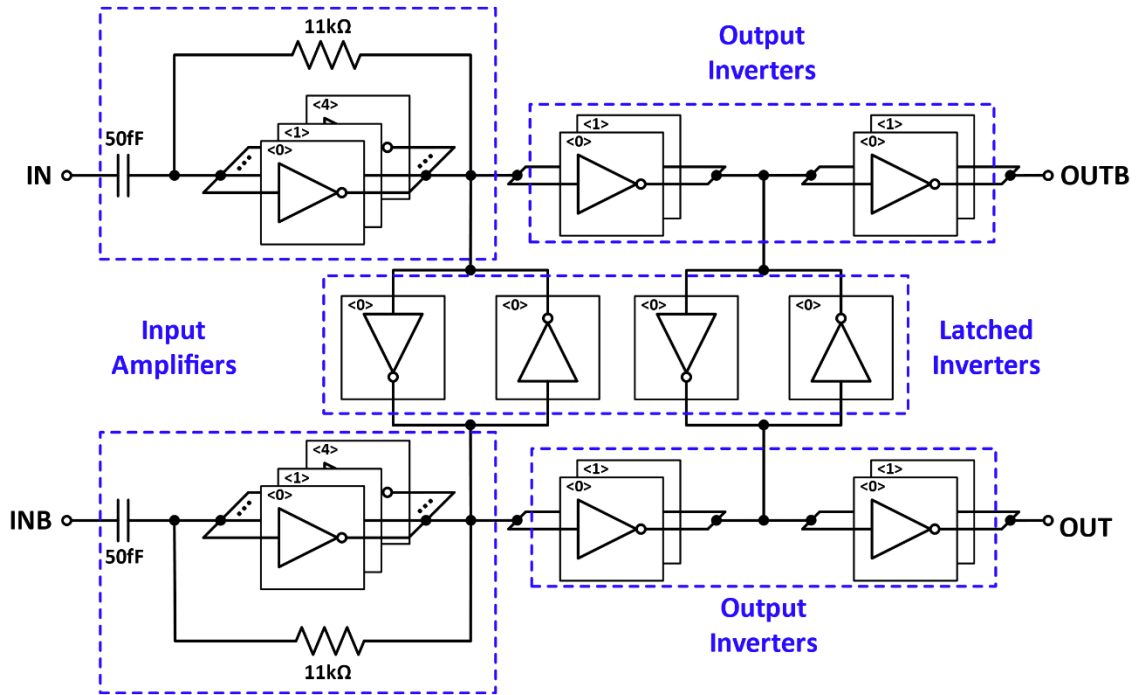 11kΩ
Output
Inverters
<4>
<1>
<0>
50fF
<1>
<0>
<1>
<0>
IN
OUTB
<0>
<0>
<0>
<0>
Input
Amplifiers
Latched
Inverters
<4>
<1>
<0>
<1>
<0>
<1>
<0>
INB
OUT
50fF
11kΩ
Output
Inverters